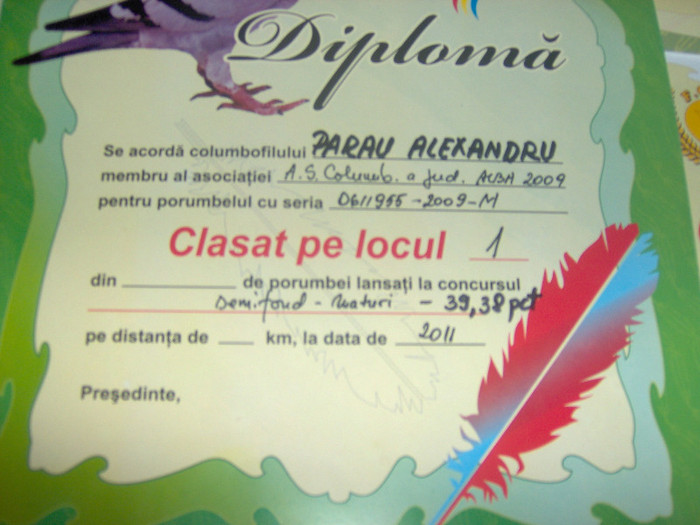 Diplomă
Se acordă columbofilului PARAU ALEXANDRU
membru al asociației A.S. Columb. a jud. ALBA 2009
pentru porumbelul cu seria 0611955-2009-M
Clasat pe locul 1
din ______ de porumbei lansați la concursul
Demifond - Maturi - 39,38 pct
pe distanța de ___ km, la data de 2011
Președinte,